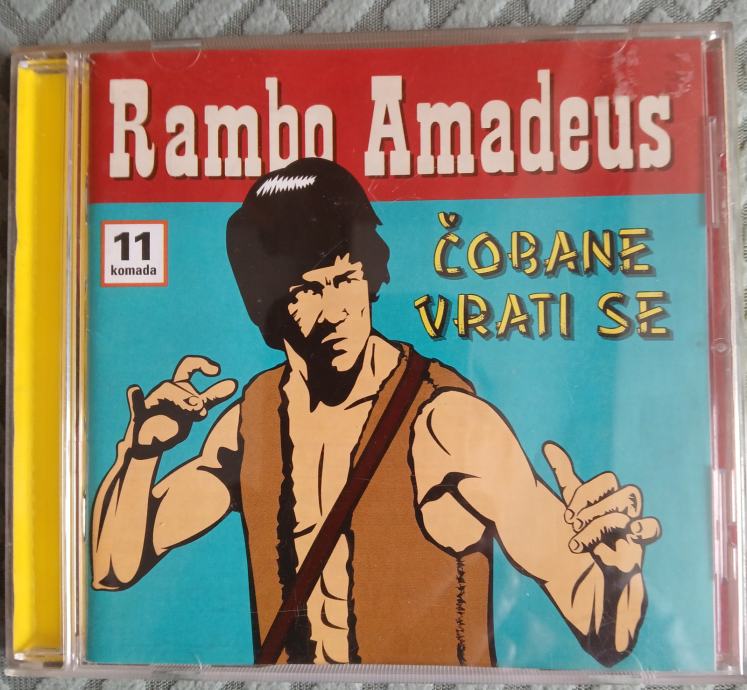 Rambo Amadeus
11
komada
ČOBANE
VRATI SE